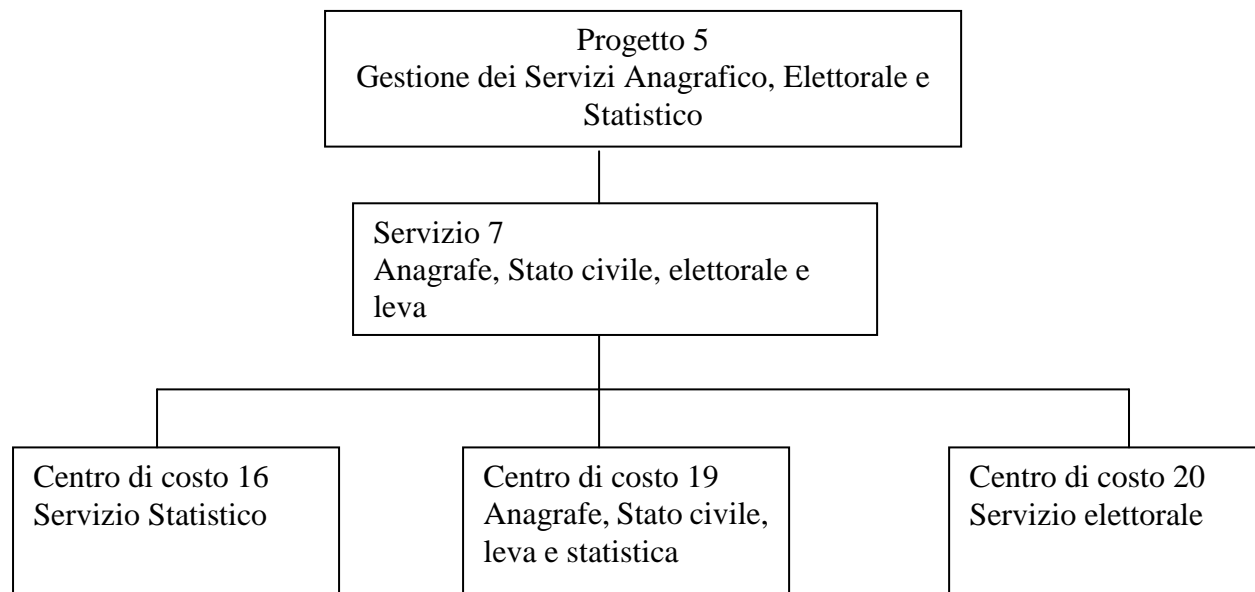 Progetto 5
Gestione dei Servizi Anagrafico, Elettorale e
Statistico
Servizio 7
Anagrafe, Stato civile, elettorale e
leva
Centro di costo 16
Servizio Statistico
Centro di costo 19
Anagrafe, Stato civile,
leva e statistica
Centro di costo 20
Servizio elettorale